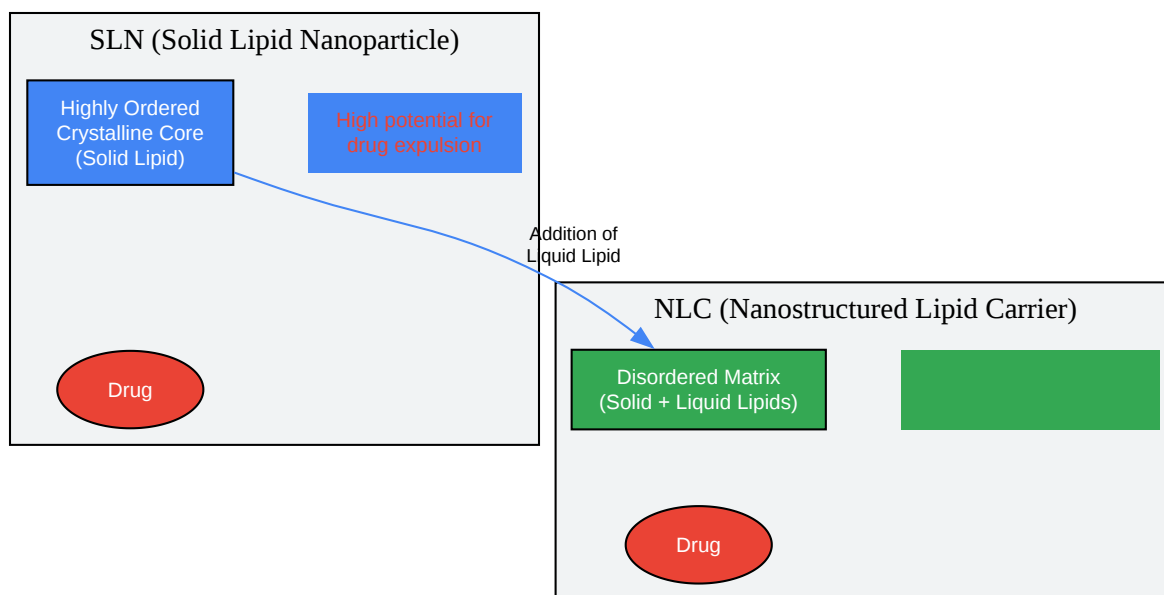 SLN (Solid Lipid Nanoparticle)
Highly Ordered
Crystalline Core
(Solid Lipid)
High potential for
drug expulsion
Addition of
Liquid Lipid
Drug
NLC (Nanostructured Lipid Carrier)
Disordered Matrix
(Solid + Liquid Lipids)
Drug